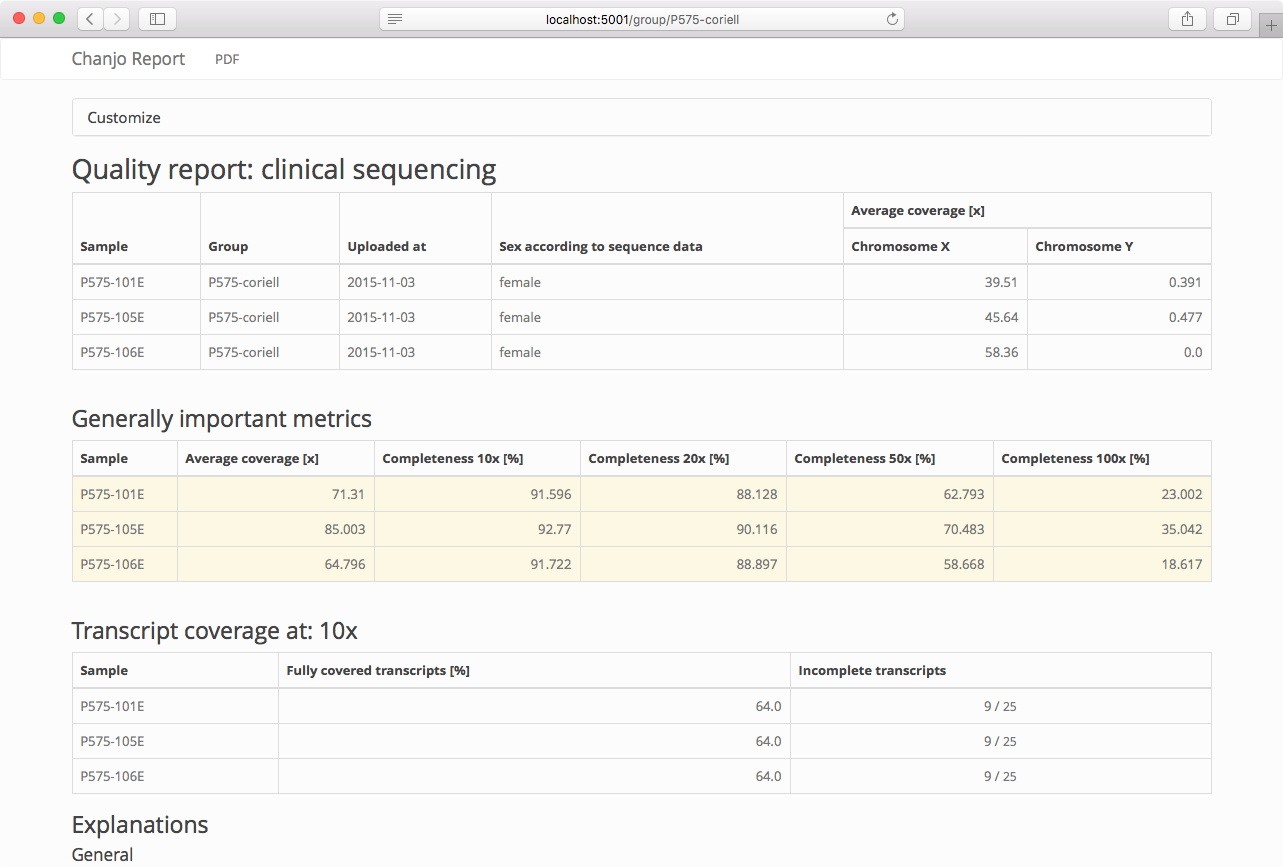 localhost:5001/group/P575-coriell
Chanjo Report PDF
Customize
Quality report: clinical sequencing
Average coverage [x]
Sample Group Uploaded at Sex according to sequence data Chromosome X Chromosome Y
P575-101E P575-coriell 2015-11-03 female 39.51 0.391
P575-105E P575-coriell 2015-11-03 female 45.64 0.477
P575-106E P575-coriell 2015-11-03 female 58.36 0.0
Generally important metrics
Sample Average coverage [x] Completeness 10x [%] Completeness 20x [%] Completeness 50x [%] Completeness 100x [%]
P575-101E 71.31 91.596 88.128 62.793 23.002
P575-105E 85.003 92.77 90.116 70.483 35.042
P575-106E 64.796 91.722 88.897 58.668 18.617
Transcript coverage at: 10x
Sample Fully covered transcripts [%] Incomplete transcripts
P575-101E 64.0 9 / 25
P575-105E 64.0 9 / 25
P575-106E 64.0 9 / 25
Explanations
General